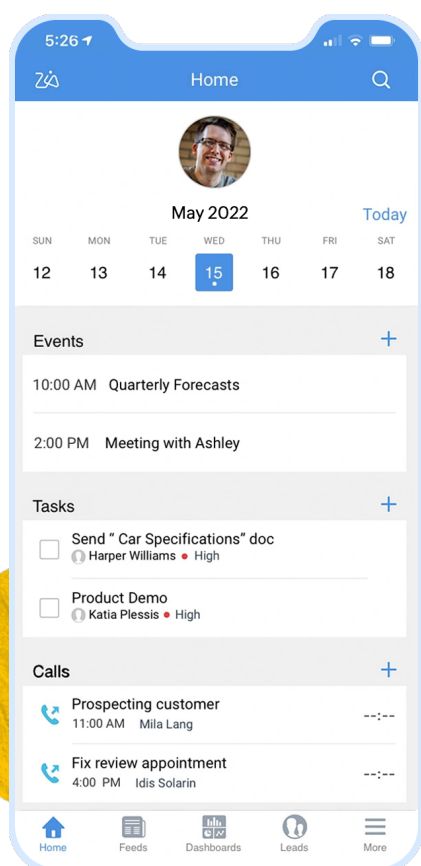 5:26
Zia
Home
May 2022
Today
SUN MON TUE WED THU FRI SAT
12 13 14 15 16 17 18
Events
10:00 AM Quarterly Forecasts
2:00 PM Meeting with Ashley
Tasks
Send “ Car Specifications” doc
Harper Williams • High
Product Demo
Katia Plessis • High
Calls
Prospecting customer
11:00 AM Mila Lang --:--
Fix review appointment
4:00 PM Idis Solarin --:--
Home Feeds Dashboards Leads More